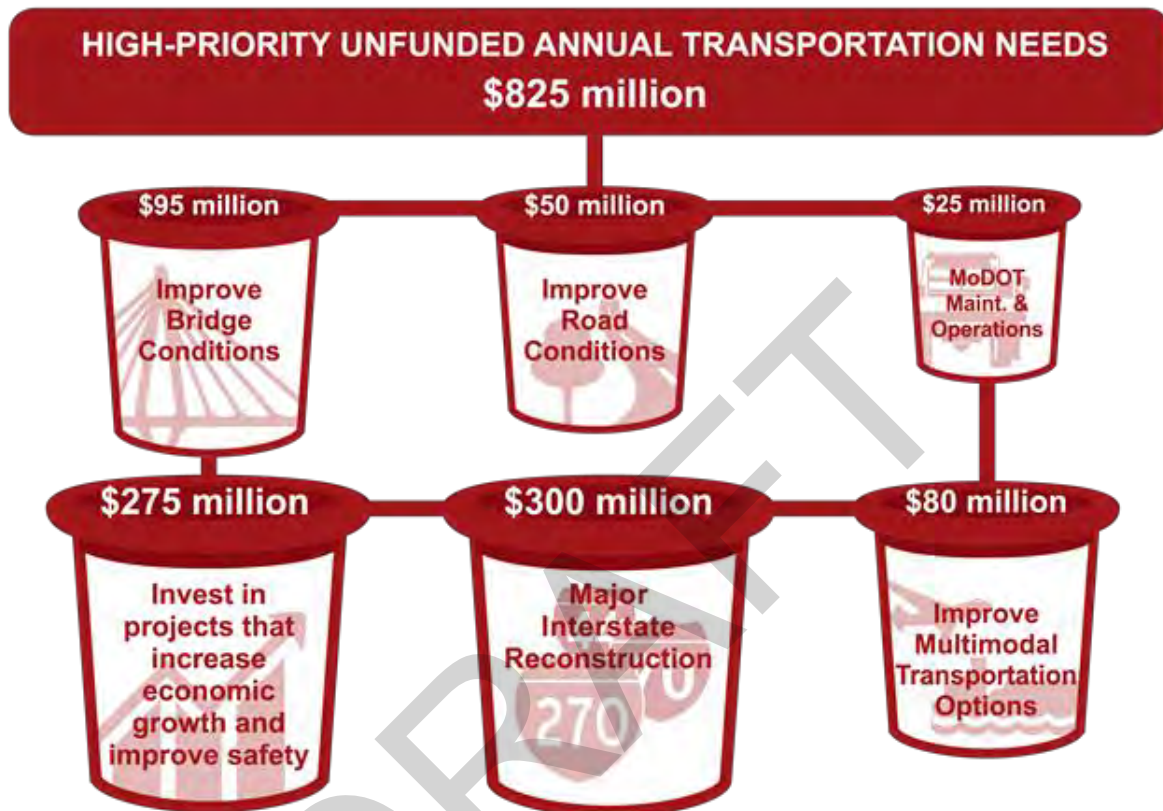 HIGH-PRIORITY UNFUNDED ANNUAL TRANSPORTATION NEEDS
$825 million
$95 million
Improve
Bridge
Conditions
$50 million
Improve
Road
Conditions
$25 million
MoDOT
Maint. &
Operations
$275 million
Invest in
projects that
increase
economic
growth and
improve safety
$300 million
Major
Interstate
Reconstruction
270
$80 million
Improve
Multimodal
Transportation
Options
DRAFT